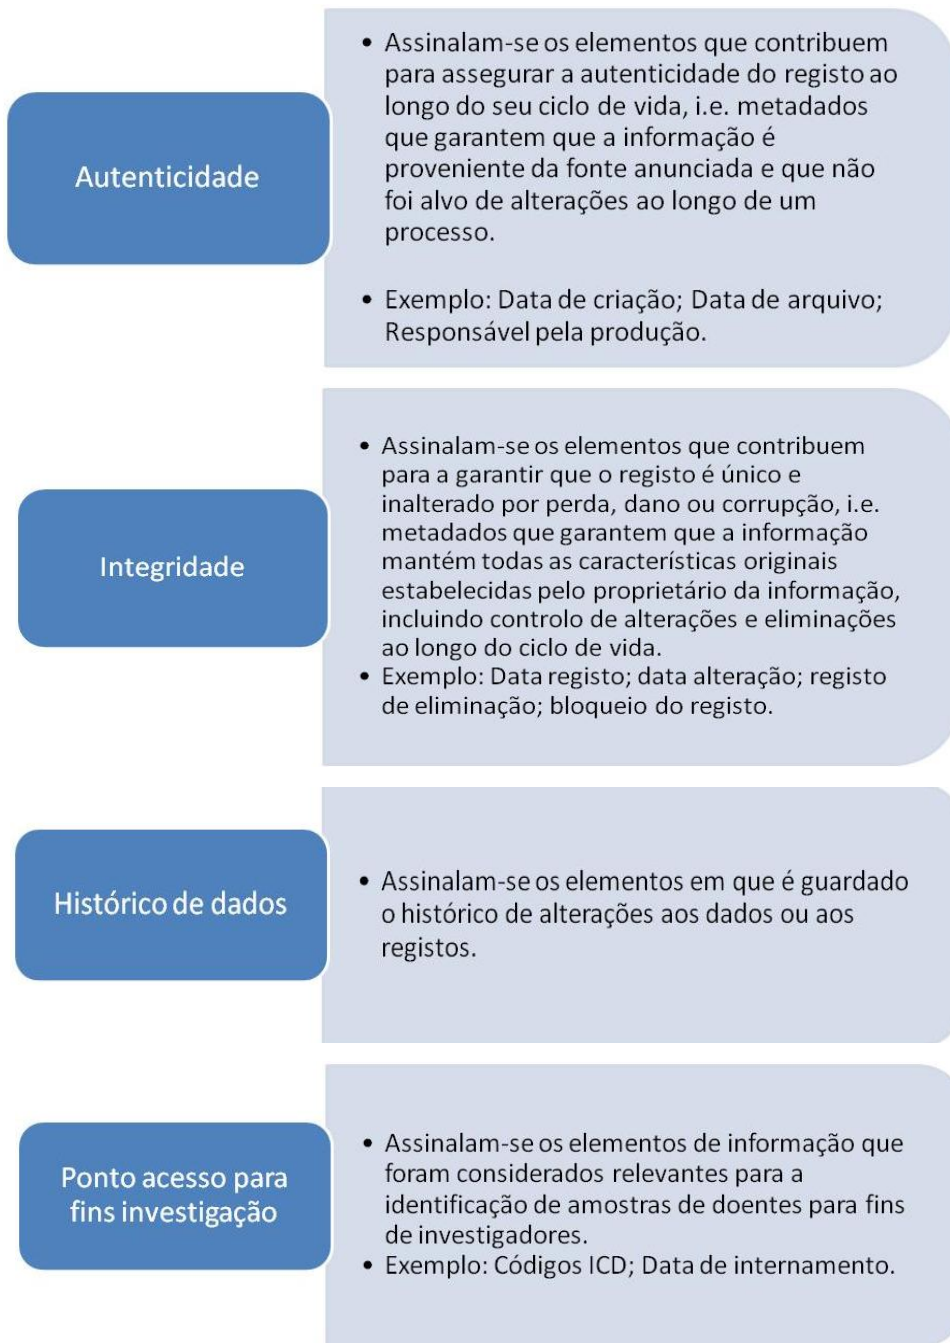 Autenticidade
• Assinalam-se os elementos que contribuem
para assegurar a autenticidade do registo ao
longo do seu ciclo de vida, i.e. metadados
que garantem que a informação é
proveniente da fonte anunciada e que não
foi alvo de alterações ao longo de um
processo.
• Exemplo: Data de criação; Data de arquivo;
Responsável pela produção.
Integridade
• Assinalam-se os elementos que contribuem
para a garantir que o registo é único e
inalterado por perda, dano ou corrupção, i.e.
metadados que garantem que a informação
mantém todas as características originais
estabelecidas pelo proprietário da informação,
incluindo controlo de alterações e eliminações
ao longo do ciclo de vida.
• Exemplo: Data registo; data alteração; registo
de eliminação; bloqueio do registo.
Histórico de dados
• Assinalam-se os elementos em que é guardado
o histórico de alterações aos dados ou aos
registos.
Ponto acesso para
fins investigação
• Assinalam-se os elementos de informação que
foram considerados relevantes para a
identificação de amostras de doentes para fins
de investigadores.
• Exemplo: Códigos ICD; Data de internamento.